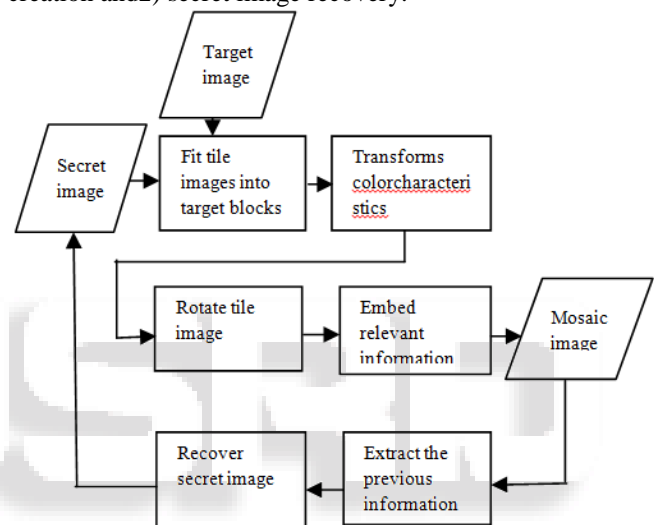 creation and2) secret image recovery.
Target
image
Secret
image
Fit tile
images into
target blocks
Transforms
colorcharacteri
stics
Rotate tile
image
Embed
relevant
information
Mosaic
image
Recover
secret image
Extract the
previous
information